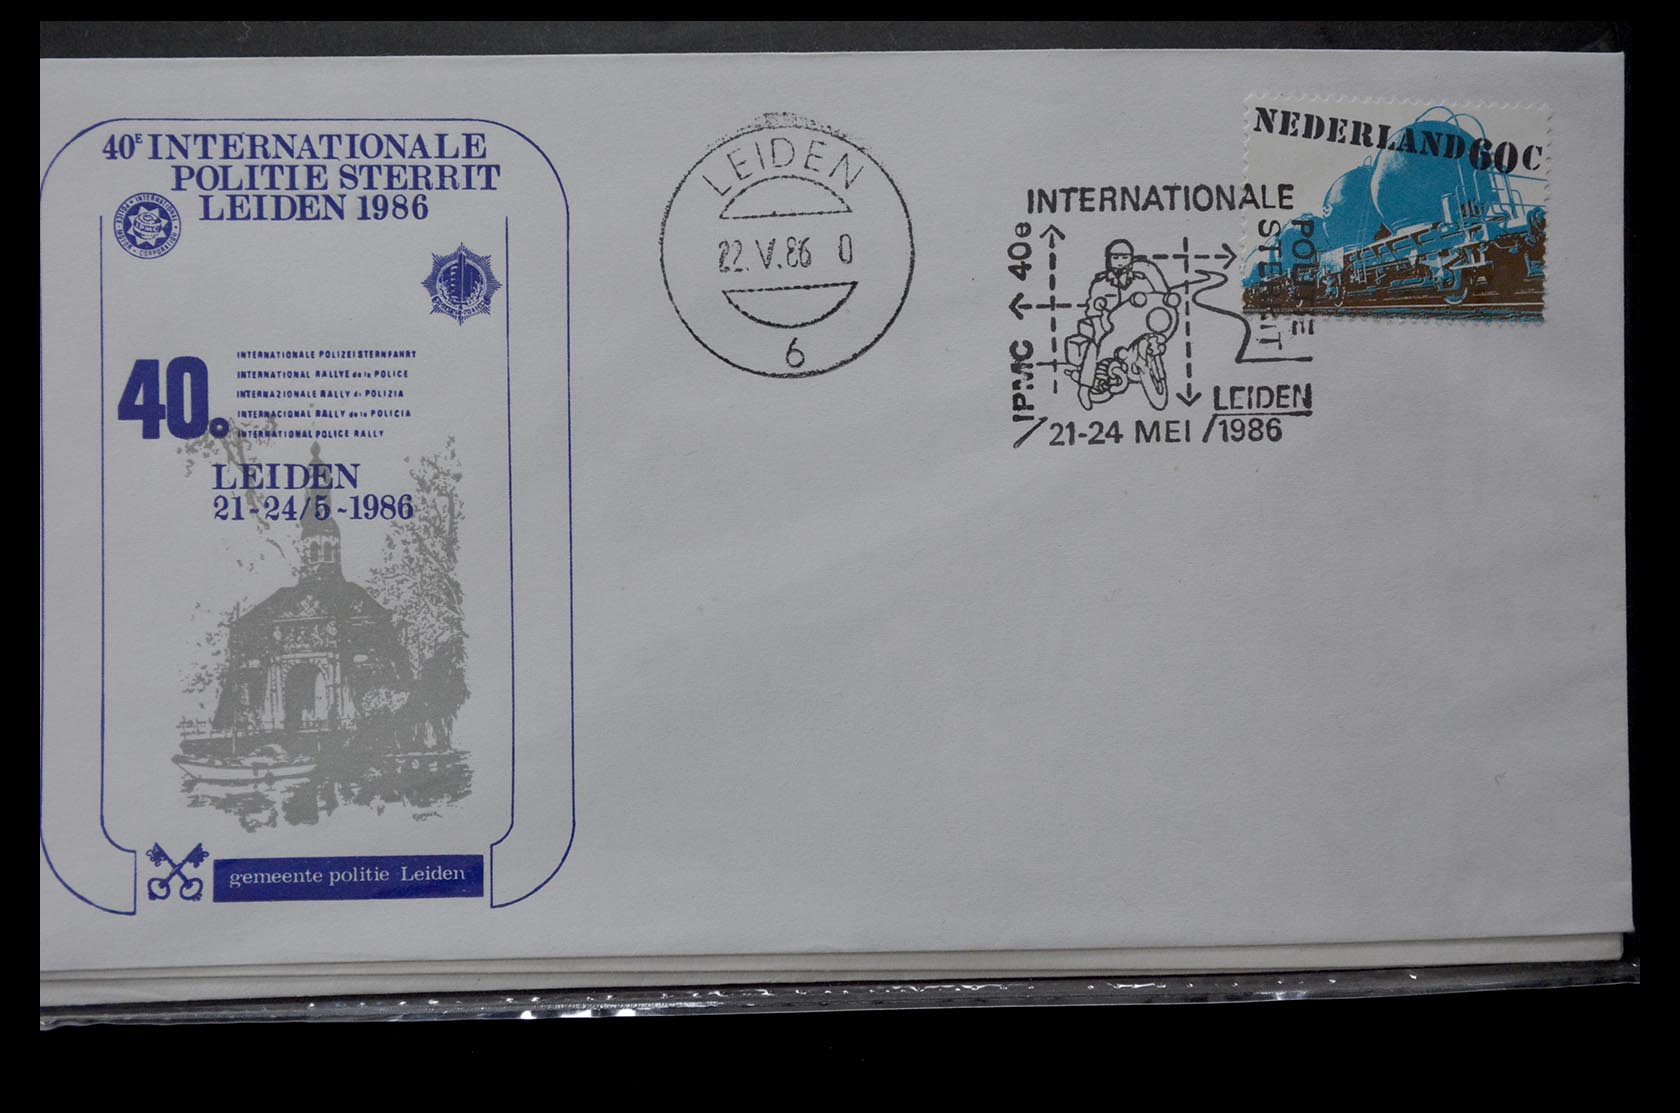 40E INTERNATIONALE
POLITIE STERRIT
LEIDEN 1986
40.
INTERNATIONALE POLIZEISTERNFAHRT
INTERNATIONAL RALLYE de la POLICE
INTERNAZIONALE RALLY di POLIZIA
INTERNACIONAL RALLY de la POLICIA
INTERNATIONAL POLICE RALLY
LEIDEN
21-24/5-1986
gemeente politie Leiden
LEIDEN
22.V.86 0
6
INTERNATIONALE
POLITIE
STERRIT
IPMC 40e
LEIDEN
21-24 MEI 1986
NEDERLAND 60 C